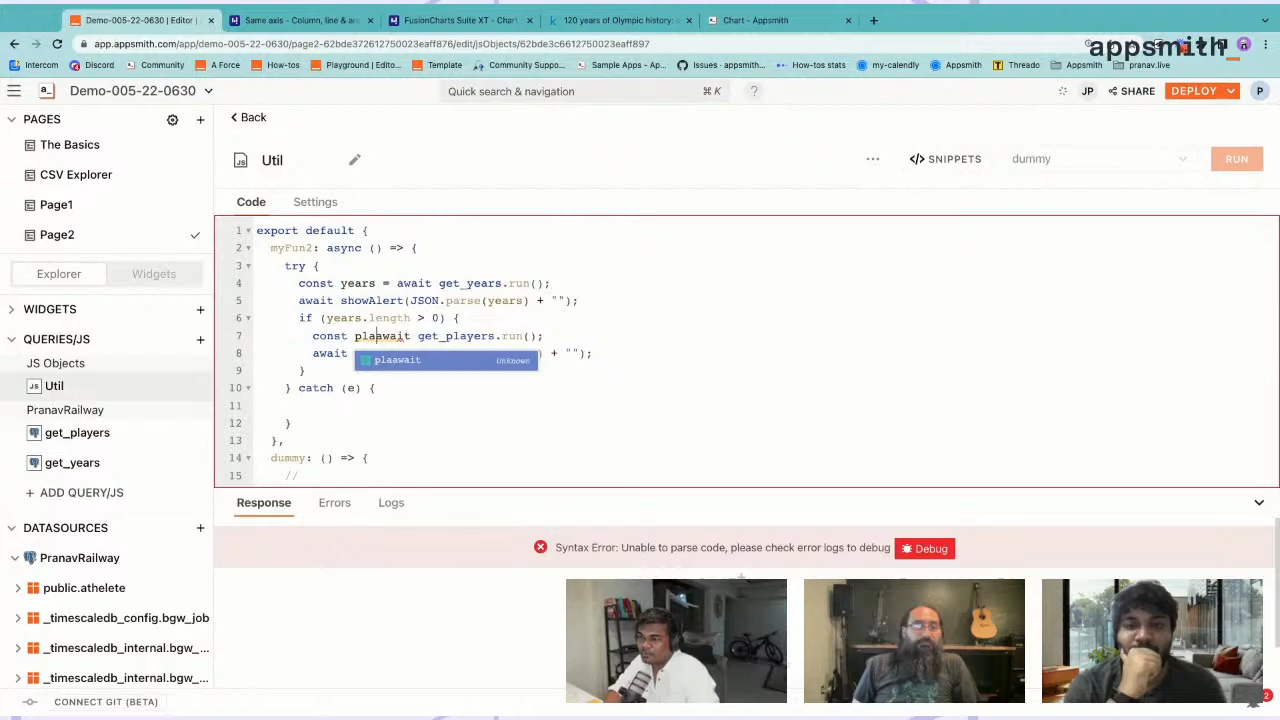 Demo-005-22-0630 | Editor |
Same axis - Column, line & ar
FusionCharts Suite XT - Chart
120 years of Olympic history:
Chart - Appsmith
app.appsmith.com/app/demo-005-22-0630/page2-62bde372612750023eaff876/edit/jsObjects/62bde3c6612750023eaff897
appsmith_
Intercom
Discord
Community
A Force
How-tos
Playground | Edito...
Template
Community Suppo...
Sample Apps - Ap...
Issues · appsmith...
How-tos stats
my-calendly
Appsmith
Threado
Appsmith
pranav.live
Demo-005-22-0630
Quick search & navigation
⌘ K
?
JP
SHARE
DEPLOY
P
PAGES
The Basics
CSV Explorer
Page1
Page2
Explorer
Widgets
WIDGETS
QUERIES/JS
JS Objects
JS Util
PranavRailway
get_players
get_years
+ ADD QUERY/JS
DATASOURCES
PranavRailway
public.athelete
_timescaledb_config.bgw_job
_timescaledb_internal.bgw_...
_timescaledb_internal.bgw_...
CONNECT GIT (BETA)
Back
JS Util
</> SNIPPETS
dummy
RUN
Code
Settings
1 export default {
2 myFun2: async () => {
3 try {
4 const years = await get_years.run();
5 await showAlert(JSON.parse(years) + "");
6 if (years.length > 0) {
7 const plaawait get_players.run();
8 await ) + "");
plaawait Unknown
9 }
10 } catch (e) {
11
12 }
13 },
14 dummy: () => {
15 //
Response
Errors
Logs
Syntax Error: Unable to parse code, please check error logs to debug
Debug
2